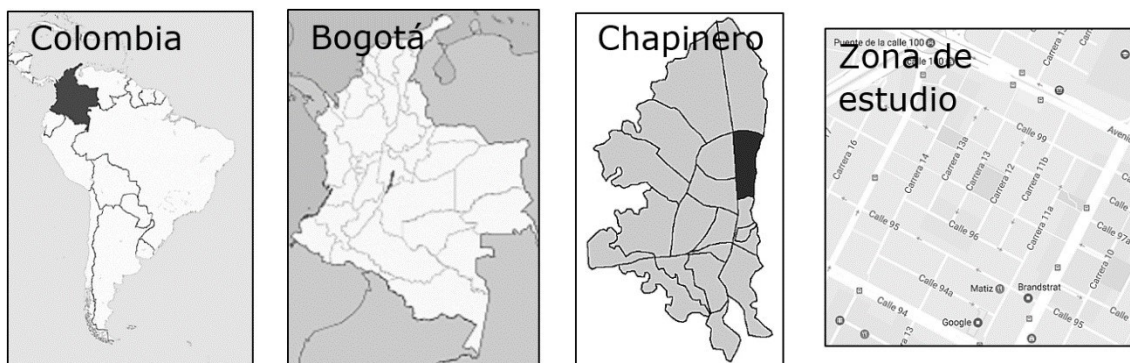 Colombia
Bogotá
Chapinero
Zona de
estudio
Puente de la calle 100
Calle 100
Carrera 16
Carrera 14
Carrera 13a
Carrera 13
Carrera 12
Carrera 11b
Calle 99
Carrera 11a
Calle 95
Calle 96
Calle 97a
Carrera 10
Calle 94a
Matiz
Brandstrat
Calle 94
Google
Calle 95